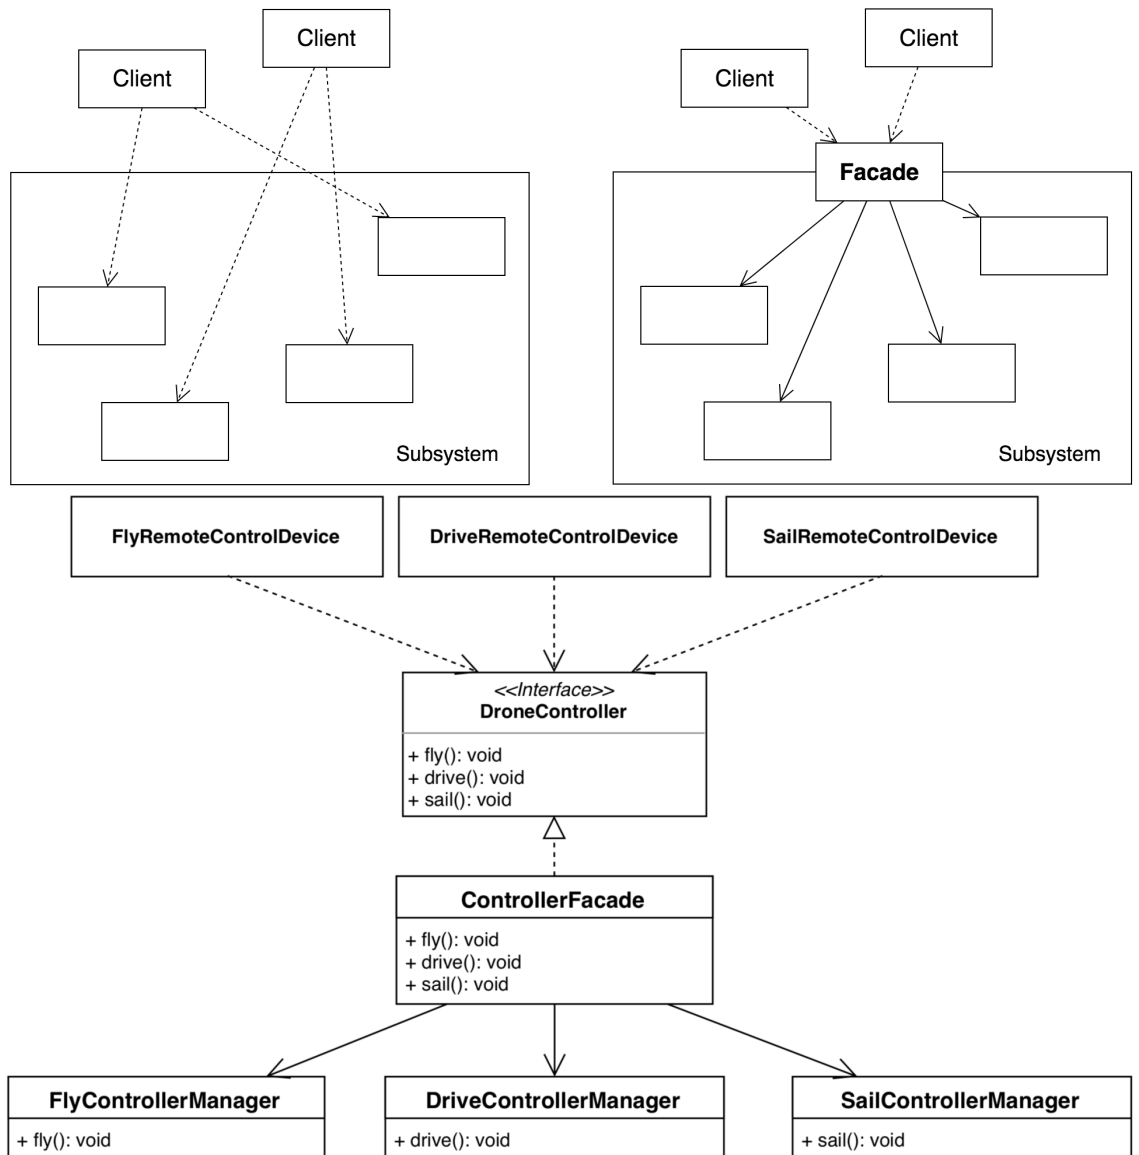 Client
Client
Subsystem
Client
Client
Facade
Subsystem
FlyRemoteControlDevice
DriveRemoteControlDevice
SailRemoteControlDevice
<<Interface>>
DroneController
+ fly(): void
+ drive(): void
+ sail(): void
ControllerFacade
+ fly(): void
+ drive(): void
+ sail(): void
FlyControllerManager
+ fly(): void
DriveControllerManager
+ drive(): void
SailControllerManager
+ sail(): void